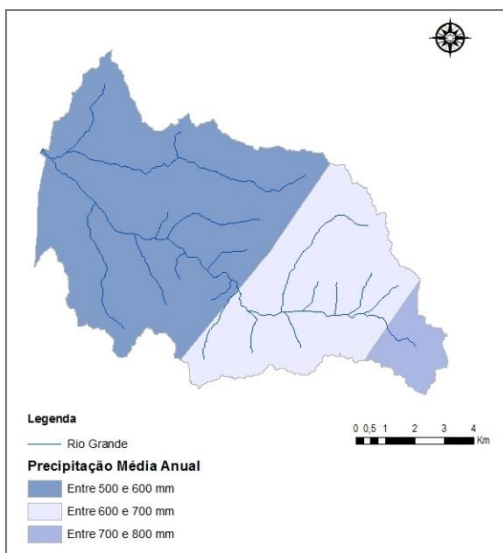 Legenda
Rio Grande
Precipitação Média Anual
Entre 500 e 600 mm
Entre 600 e 700 mm
Entre 700 e 800 mm
0 0,5 1 2 3 4
Km